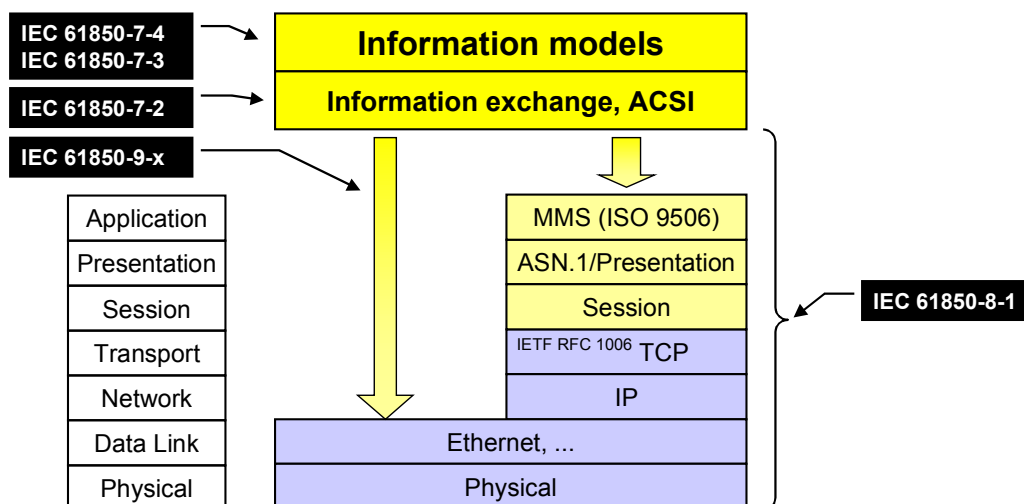 IEC 61850-7-4
IEC 61850-7-3
Information models
IEC 61850-7-2
Information exchange, ACSI
IEC 61850-9-x
Application
MMS (ISO 9506)
Presentation
ASN.1/Presentation
Session
Session
IEC 61850-8-1
Transport
IETF RFC 1006 TCP
Network
IP
Data Link
Ethernet, ...
Physical
Physical